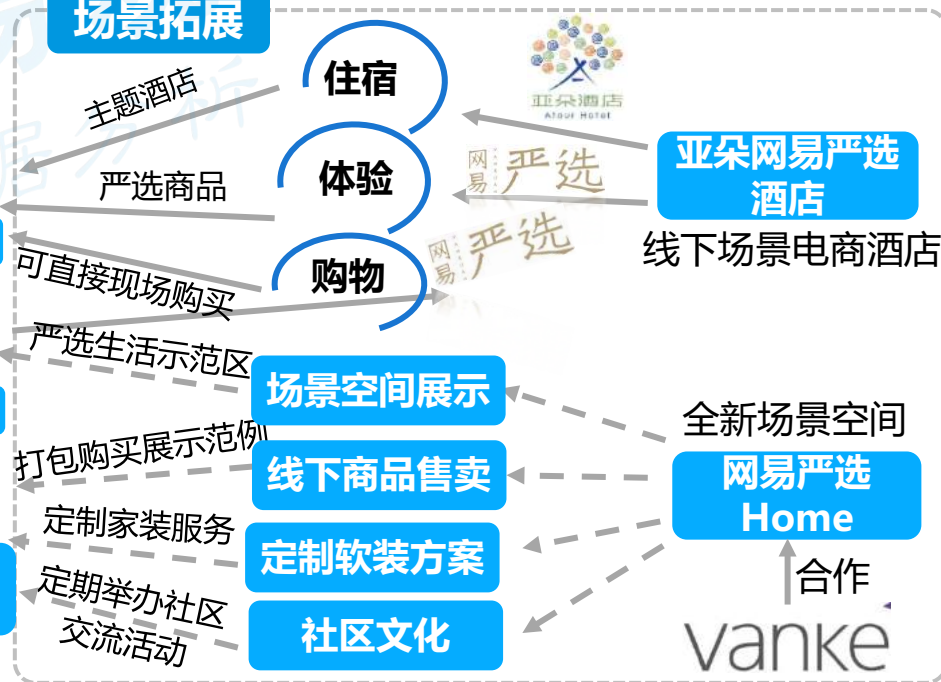 场景拓展
主题酒店
住宿
亚朵酒店
Atour Hotel
严选商品
体验
网易严选
亚朵网易严选
酒店
线下场景电商酒店
可直接现场购买
购物
网易严选
严选生活示范区
场景空间展示
全新场景空间
打包购买展示范例
线下商品售卖
网易严选
Home
定制家装服务
定制软装方案
合作
定期举办社区
交流活动
社区文化
vanke
据分析